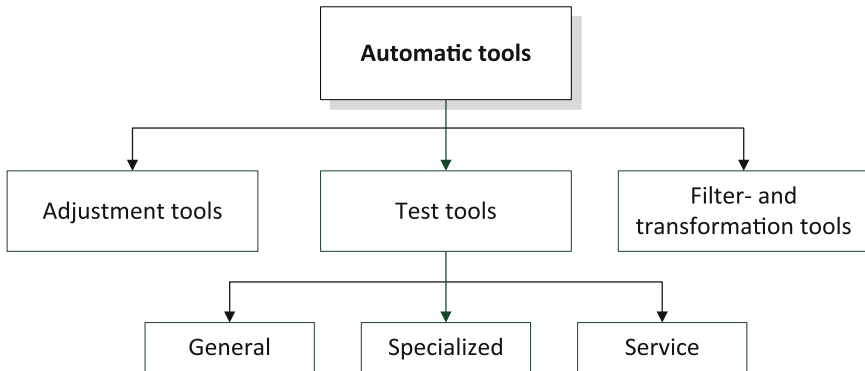 Automatic tools
Adjustment tools
Test tools
Filter- and
transformation tools
General
Specialized
Service